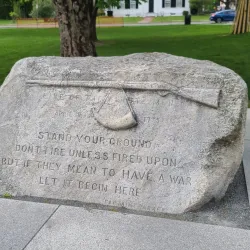 STAND YOUR GROUND
DON'T FIRE UNLESS FIRED UPON
BUT IF THEY MEAN TO HAVE A WAR
LET IT BEGIN HERE